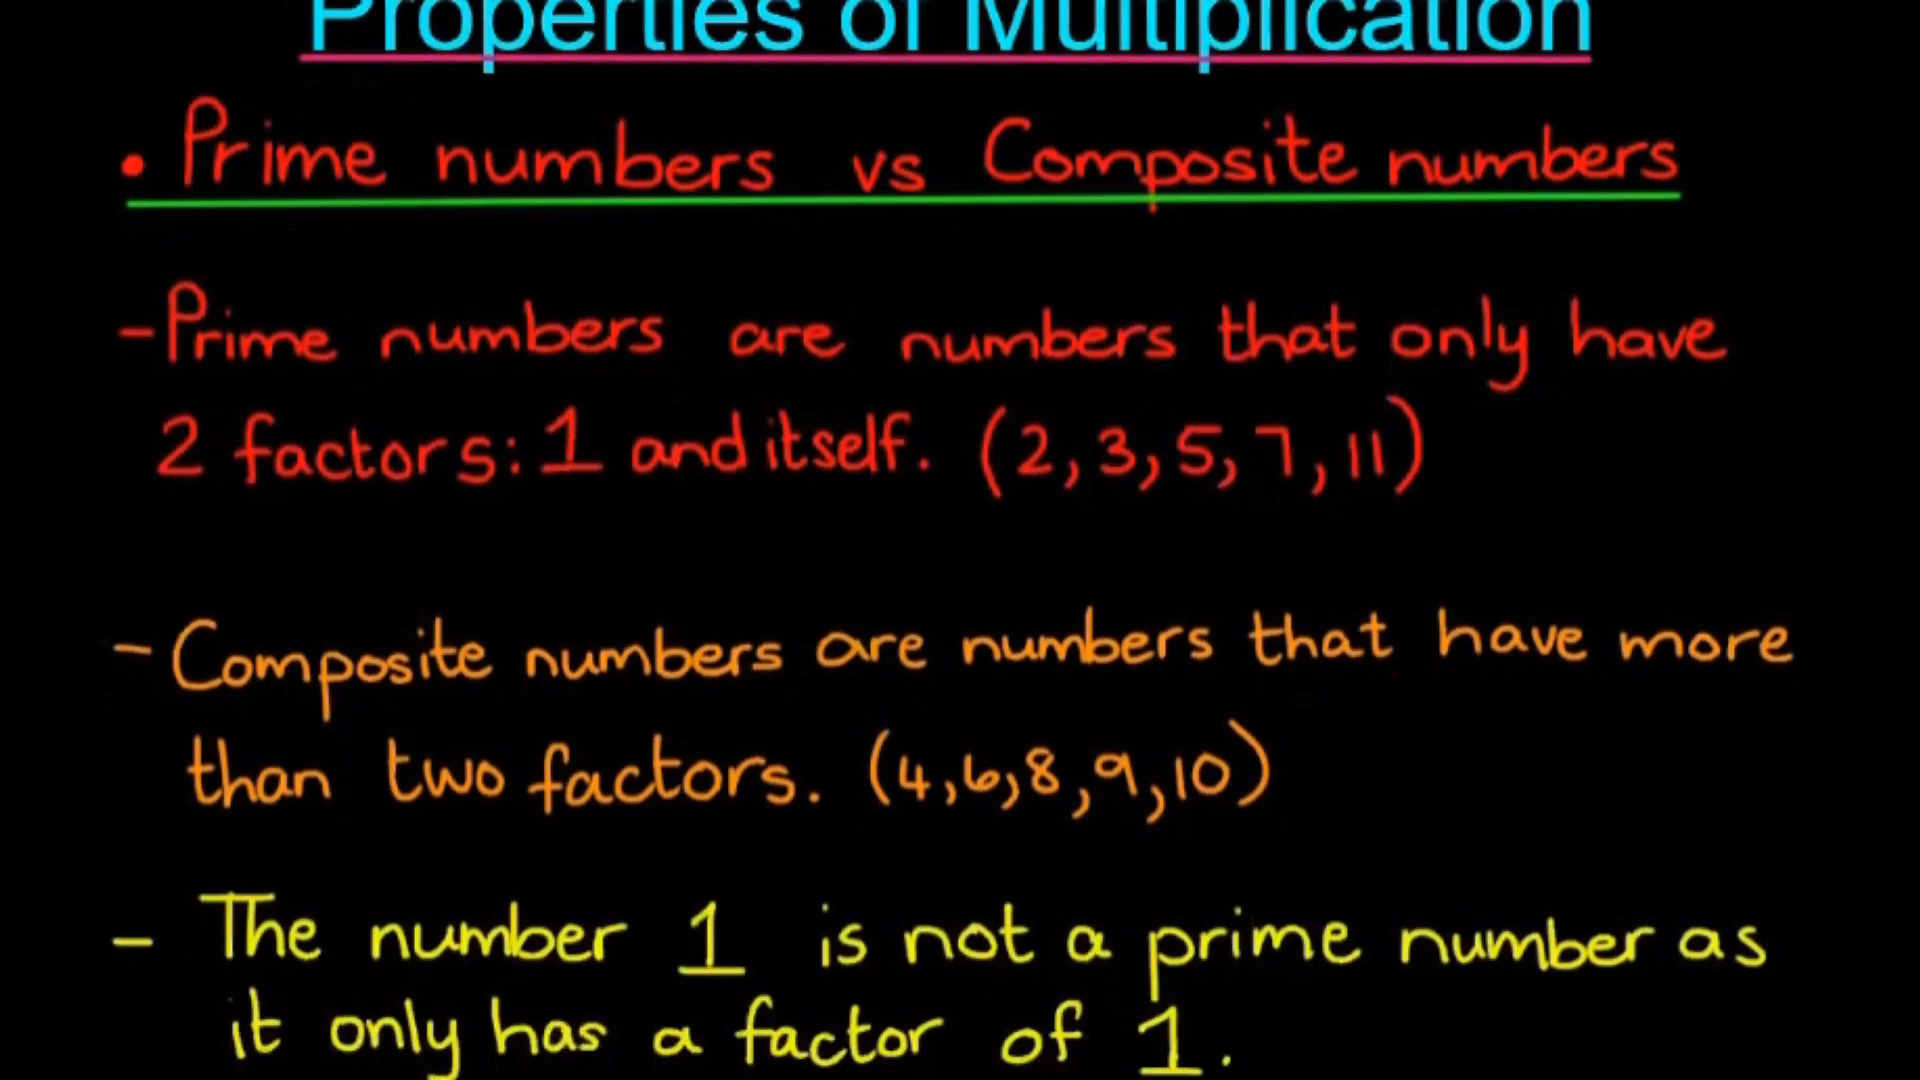 Properties of Multiplication
• Prime numbers vs Composite numbers
- Prime numbers are numbers that only have
2 factors: 1 and itself. (2, 3, 5, 7, 11)
- Composite numbers are numbers that have more
than two factors. (4, 6, 8, 9, 10)
- The number 1 is not a prime number as
it only has a factor of 1.